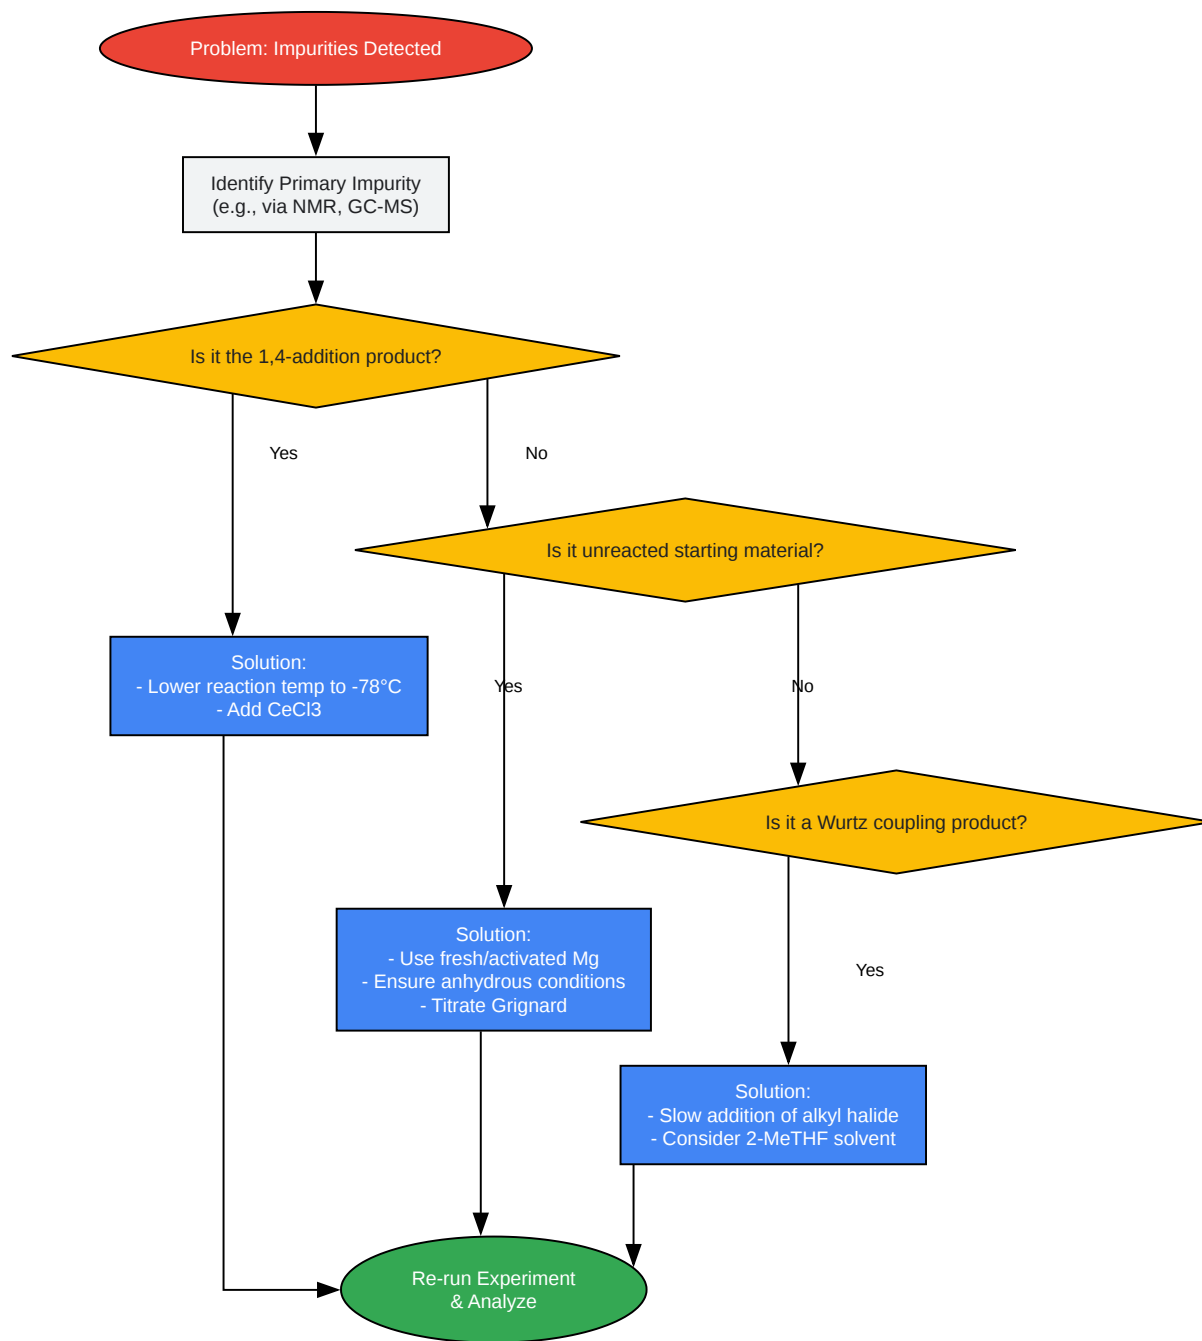 Problem: Impurities Detected
Identify Primary Impurity
(e.g., via NMR, GC-MS)
Is it the 1,4-addition product?
Yes
No
Is it unreacted starting material?
Solution:
- Lower reaction temp to -78°C
- Add CeCl3
Yes
No
Is it a Wurtz coupling product?
Solution:
- Use fresh/activated Mg
- Ensure anhydrous conditions
- Titrate Grignard
Yes
Solution:
- Slow addition of alkyl halide
- Consider 2-MeTHF solvent
Re-run Experiment
& Analyze